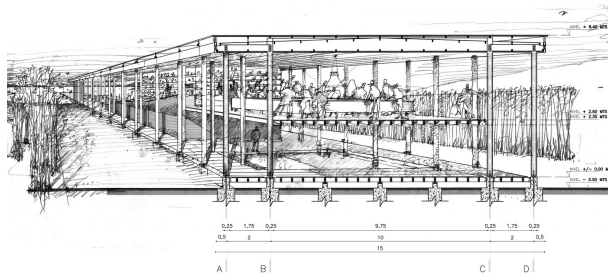 NIVEL + 6.40 MTS
NIVEL + 2.60 MTS
NIVEL + 2.35 MTS
NIVEL +/- 0.00 M
NIVEL - 0.50 MTS
0,25 1,75 0,25 9,75 0,25 1,75 0,25
0,5 2 10 2 0,5
15
A B C D